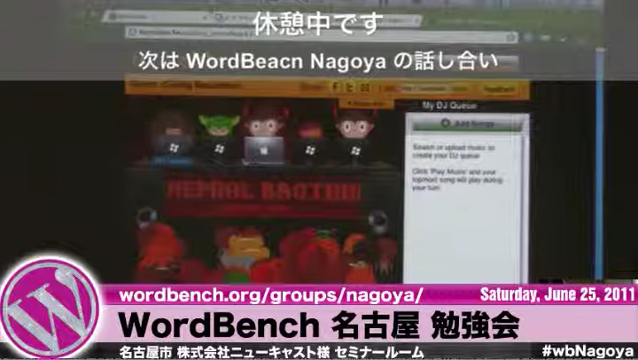 休憩中です
次は WordBeacn Nagoya の話し合い
My DJ Queue
Add Songs
Search or upload music to
create your DJ queue
Click 'Play Music' and your
topmost song will play during
your turn
wordbench.org/groups/nagoya/
Saturday, June 25, 2011
WordBench 名古屋 勉強会
名古屋市 株式会社ニューキャスト様 セミナールーム
#wbNagoya